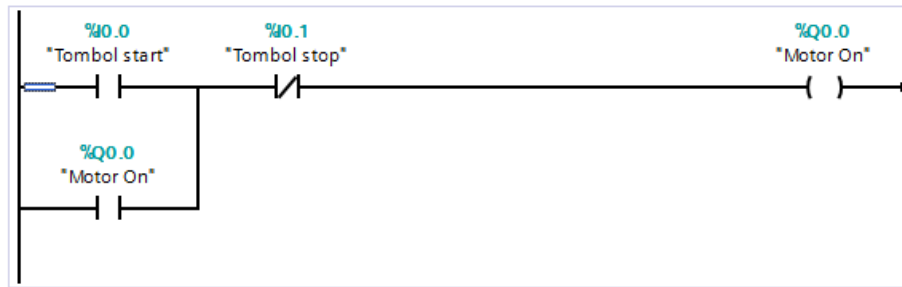 %I0.0
"Tombol start"
%I0.1
"Tombol stop"
%Q0.0
"Motor On"
%Q0.0
"Motor On"